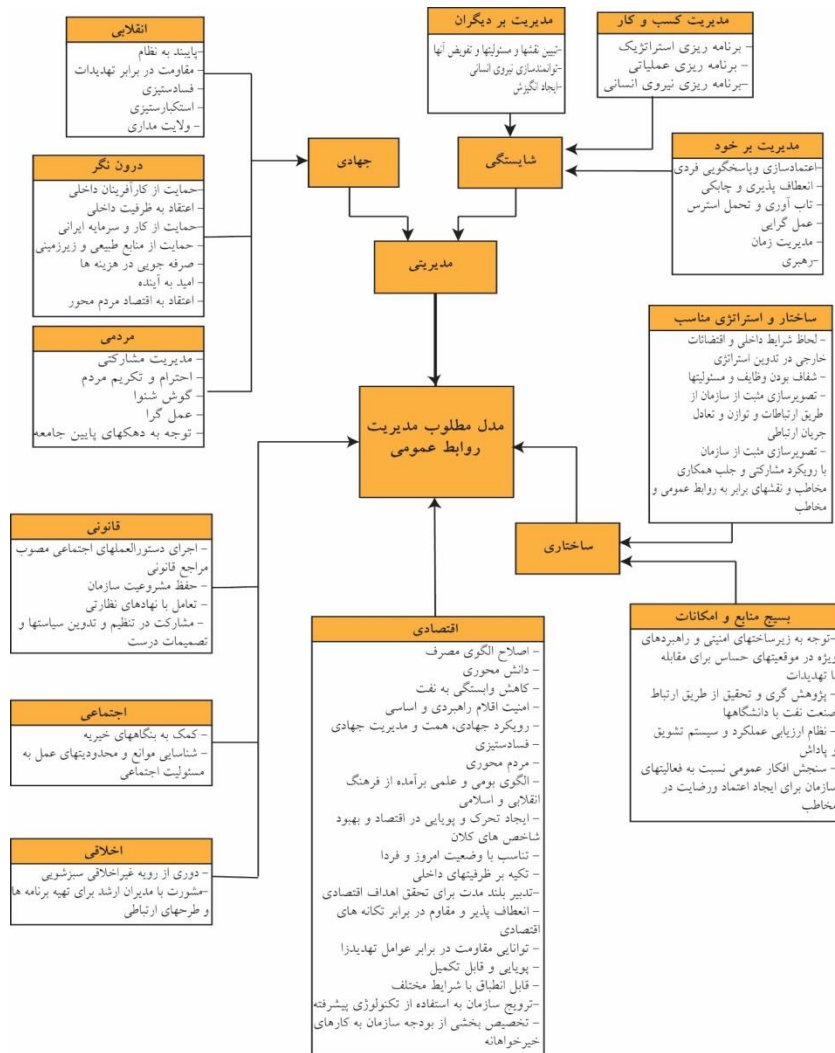 انقلابی
-پایبند به نظام
- مقاومت در برابر تهدیدات
- فسادستیزی
- استکبارستیزی
- ولایت مداری
مدیریت بر دیگران
-تبیین نقشها و مسئولیتها و تفویض آنها
-توانمندسازی نیروی انسانی
-ایجاد انگیزش
مدیریت کسب و کار
- برنامه ریزی استراتژیک
- برنامه ریزی عملیاتی
-برنامه ریزی نیروی انسانی
جهادی
شایستگی
مدیریت بر خود
-اعتمادسازی وپاسخگویی فردی
- انعطاف پذیری و چابکی
- تاب آوری و تحمل استرس
- عمل گرایی
- مدیریت زمان
-رهبری
درون نگر
-حمایت از کارآفرینان داخلی
- اعتقاد به ظرفیت داخلی
-حمایت از کار و سرمایه ایرانی
- حمایت از منابع طبیعی و زیرزمینی
- صرفه جویی در هزینه ها
- امید به آینده
- اعتقاد به اقتصاد مردم محور
مدیریتی
مردمی
- مدیریت مشارکتی
- احترام و تکریم مردم
- گوش شنوا
- عمل گرا
- توجه به دهکهای پایین جامعه
ساختار و استراتژی مناسب
- لحاظ شرایط داخلی و اقتضائات
خارجی در تدوین استراتژی
- شفاف بودن وظایف و مسئولیتها
- تصویرسازی مثبت از سازمان از
طریق ارتباطات و توازن و تعادل
جریان ارتباطی
- تصویرسازی مثبت از سازمان
با رویکرد مشارکتی و جلب همکاری
مخاطب و نقشهای برابر به روابط عمومی و
مخاطب
مدل مطلوب مدیریت
روابط عمومی
قانونی
- اجرای دستورالعملهای اجتماعی مصوب
مراجع قانونی
- حفظ مشروعیت سازمان
- تعامل با نهادهای نظارتی
- مشارکت در تنظیم و تدوین سیاستها و
تصمیمات درست
ساختاری
بسیج منابع و امکانات
-توجه به زیرساختهای امنیتی و راهبردهای
ویژه در موقعیتهای حساس برای مقابله
با تهدیدات
- پژوهش گری و تحقیق از طریق ارتباط
صنعت نفت با دانشگاهها
- نظام ارزیابی عملکرد و سیستم تشویق
و پاداش
- سنجش افکار عمومی نسبت به فعالیتهای
سازمان برای ایجاد اعتماد ورضایت در
مخاطب
اقتصادی
- اصلاح الگوی مصرف
- دانش محوری
- کاهش وابستگی به نفت
- امنیت اقلام راهبردی و اساسی
- رویکرد جهادی، همت و مدیریت جهادی
- فسادستیزی
- مردم محوری
- الگوی بومی و علمی برآمده از فرهنگ
انقلابی و اسلامی
- ایجاد تحرک و پویایی در اقتصاد و بهبود
شاخص های کلان
- تناسب با وضعیت امروز و فردا
- تکیه بر ظرفیتهای داخلی
-تدبیر بلند مدت برای تحقق اهداف اقتصادی
- انعطاف پذیر و مقاوم در برابر تکانه های
اقتصادی
- توانایی مقاومت در برابر عوامل تهدیدزا
- پویایی و قابل تکمیل
- قابل انطباق با شرایط مختلف
-ترویج سازمان به استفاده از تکنولوژی پیشرفته
- تخصیص بخشی از بودجه سازمان به کارهای
خیرخواهانه
اجتماعی
- کمک به بنگاههای خیریه
- شناسایی موانع و محدودیتهای عمل به
مسئولیت اجتماعی
اخلاقی
- دوری از رویه غیراخلاقی سبزشویی
-مشورت با مدیران ارشد برای تهیه برنامه ها
و طرحهای ارتباطی